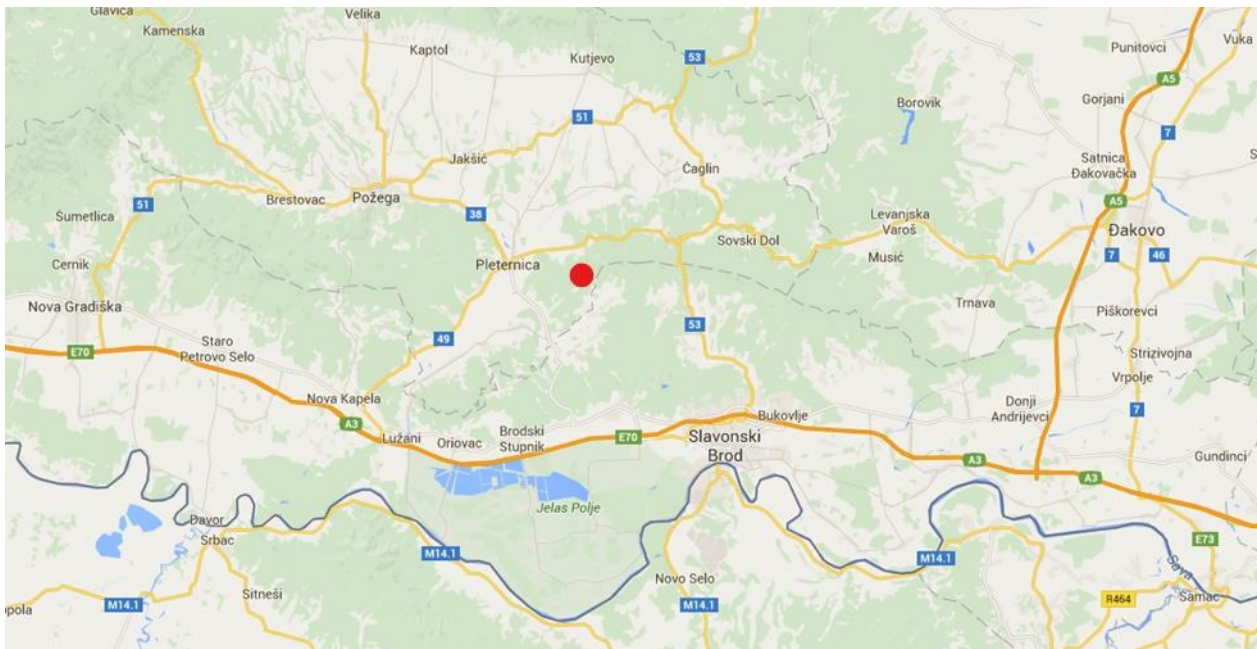 Glavica
Kamenska
Velika
Kaptol
Kutjevo
53
Punitovci
Vuka
A5
Gorjani
Borovik
7
51
Jakšić
Čaglin
Satnica
Đakovačka
Brestovac
Požega
A5
51
Šumetlica
38
Levanjska
Varoš
Đakovo
Sovski Dol
Cernik
Pleternica
Musić
7
46
Nova Gradiška
Trnava
Piškorevci
49
53
Staro
Petrovo Selo
E70
Strizivojna
Vrpolje
Nova Kapela
Bukovlje
Donji
Andrijevci
7
A3
Lužani
Oriovac
Brodski
Stupnik
E70
Slavonski
Brod
A3
Gundinci
A3
Jelas Polje
Davor
Srbac
E73
M14.1
M14.1
Sava
Novo Selo
Sitneši
M14.1
M14.1
R464
Šamac
opola